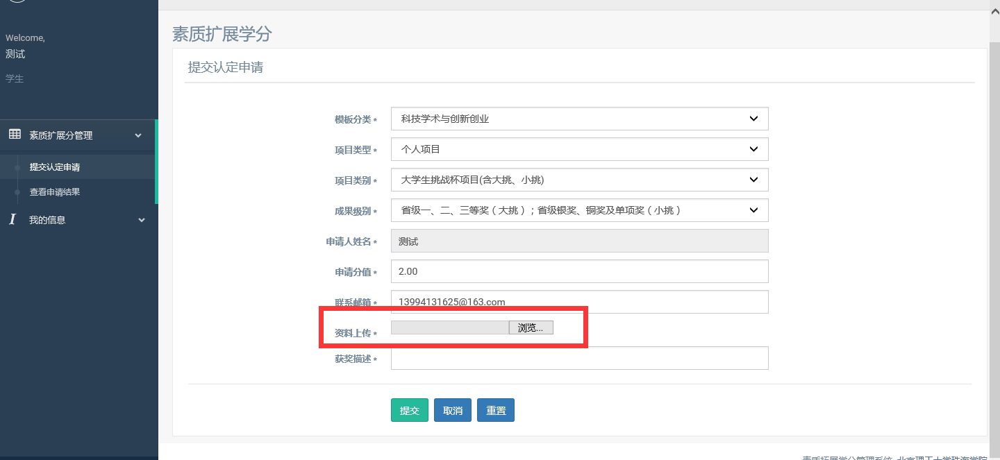 Welcome,
测试
学生
素质扩展分管理
提交认定申请
查看申请结果
I 我的信息
素质扩展学分
提交认定申请
模板分类 * 科技学术与创新创业
项目类型 * 个人项目
项目类别 * 大学生挑战杯项目(含大挑、小挑)
成果级别 * 省级一、二、三等奖（大挑）；省级银奖、铜奖及单项奖（小挑）
申请人姓名 * 测试
申请分值 * 2.00
联系邮箱 * 13994131625@163.com
资料上传 * 浏览...
获奖描述 *
提交 取消 重置
素质拓展学分管理系统 北京理工大学珠海学院